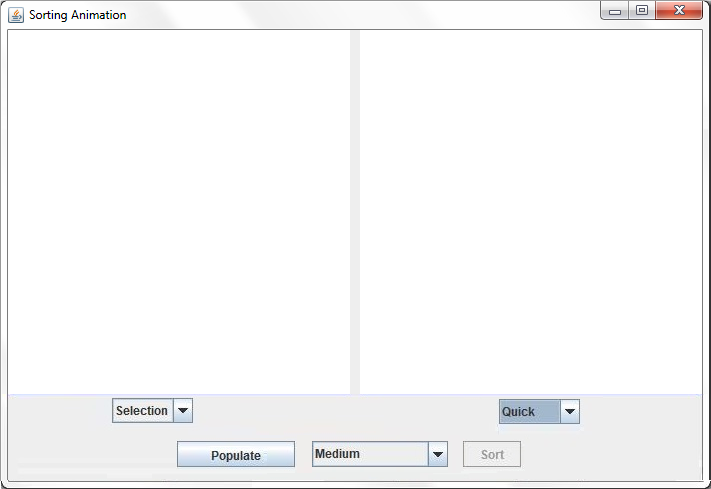 Sorting Animation
Selection Quick
Populate Medium Sort